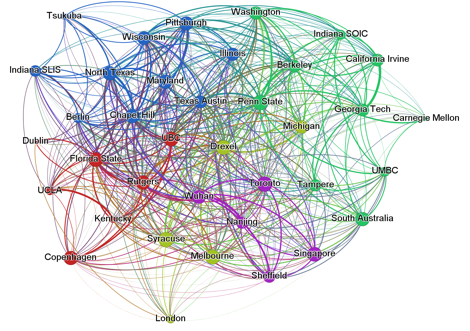 Tsukuba
Washington
Pittsburgh
Wisconsin
Indiana SOIC
Illinois
California Irvine
Berkeley
Indiana SLIS
North Texas
Maryland
Texas Austin
Penn State
Georgia Tech
Berlin
Chapel Hill
Carnegie Mellon
Michigan
Dublin
UBC
Drexel
Florida State
UMBC
UCLA
Rutgers
Toronto
Tampere
Wuhan
Kentucky
Nanjing
South Australia
Syracuse
Copenhagen
Melbourne
Singapore
Sheffield
London